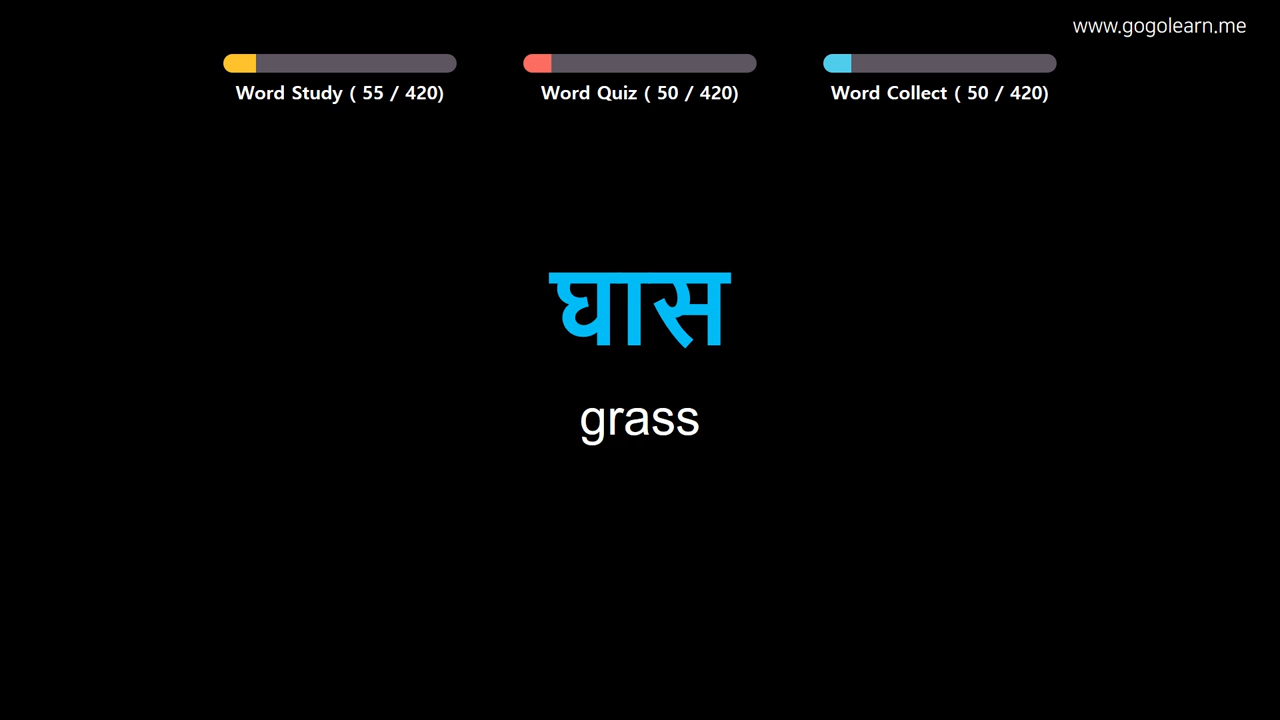 www.gogolearn.me
Word Study ( 55 / 420)
Word Quiz ( 50 / 420)
Word Collect ( 50 / 420)
घास
grass